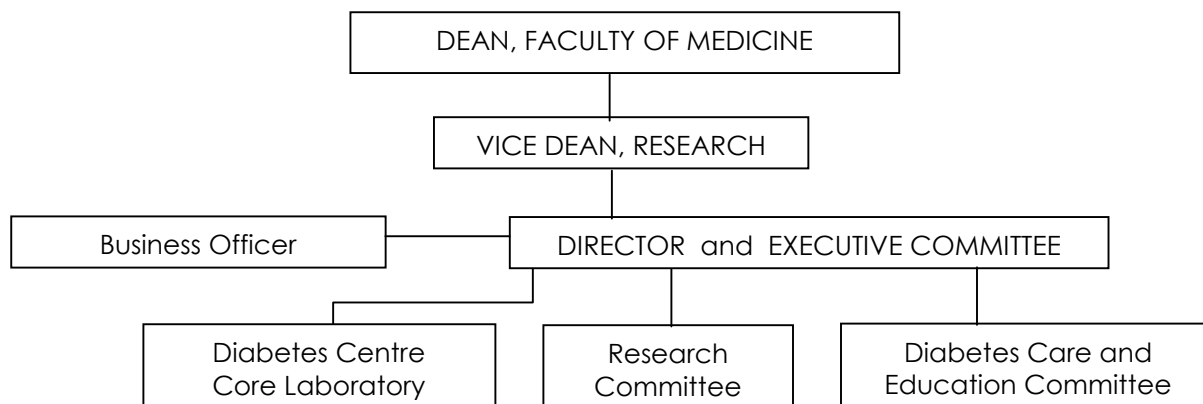 DEAN, FACULTY OF MEDICINE
VICE DEAN, RESEARCH
Business Officer
DIRECTOR and EXECUTIVE COMMITTEE
Diabetes Centre
Core Laboratory
Research
Committee
Diabetes Care and
Education Committee